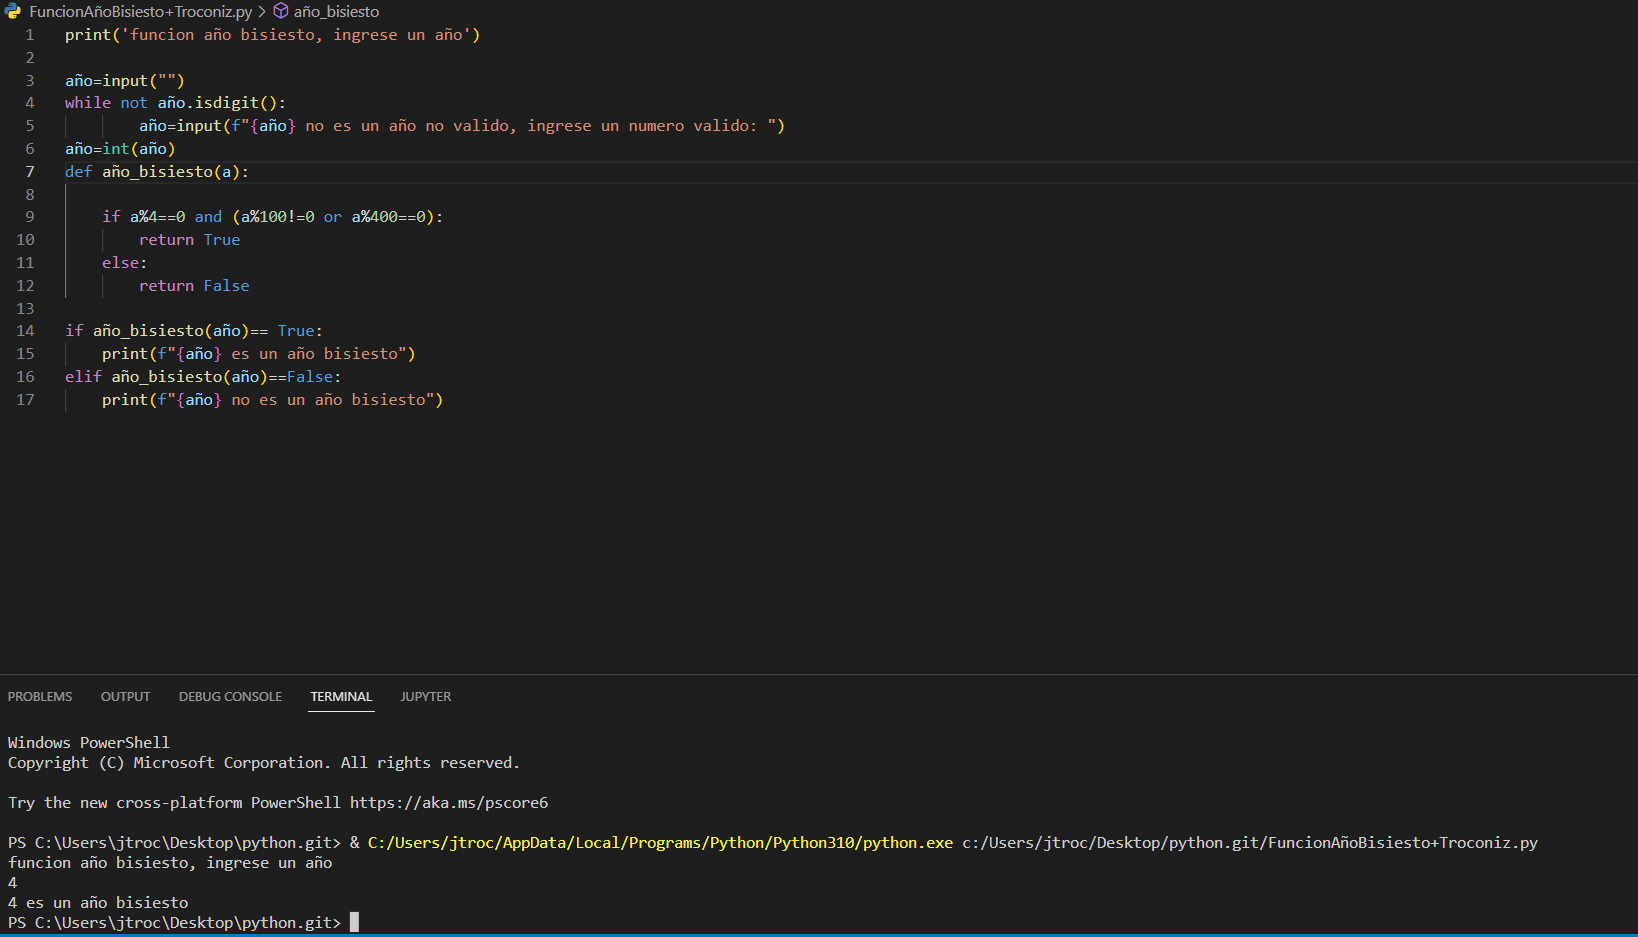 FuncionAñoBisiesto+Troconiz.py > año_bisiesto
1 print('funcion año bisiesto, ingrese un año')
2
3 año=input("")
4 while not año.isdigit():
5         año=input(f"{año} no es un año no valido, ingrese un numero valido: ")
6 año=int(año)
7 def año_bisiesto(a):
8
9     if a%4==0 and (a%100!=0 or a%400==0):
10         return True
11     else:
12         return False
13
14 if año_bisiesto(año)== True:
15     print(f"{año} es un año bisiesto")
16 elif año_bisiesto(año)==False:
17     print(f"{año} no es un año bisiesto")
PROBLEMS OUTPUT DEBUG CONSOLE TERMINAL JUPYTER
Windows PowerShell
Copyright (C) Microsoft Corporation. All rights reserved.
Try the new cross-platform PowerShell https://aka.ms/pscore6
PS C:\Users\jtroc\Desktop\python.git> & C:/Users/jtroc/AppData/Local/Programs/Python/Python310/python.exe c:/Users/jtroc/Desktop/python.git/FuncionAñoBisiesto+Troconiz.py
funcion año bisiesto, ingrese un año
4
4 es un año bisiesto
PS C:\Users\jtroc\Desktop\python.git>